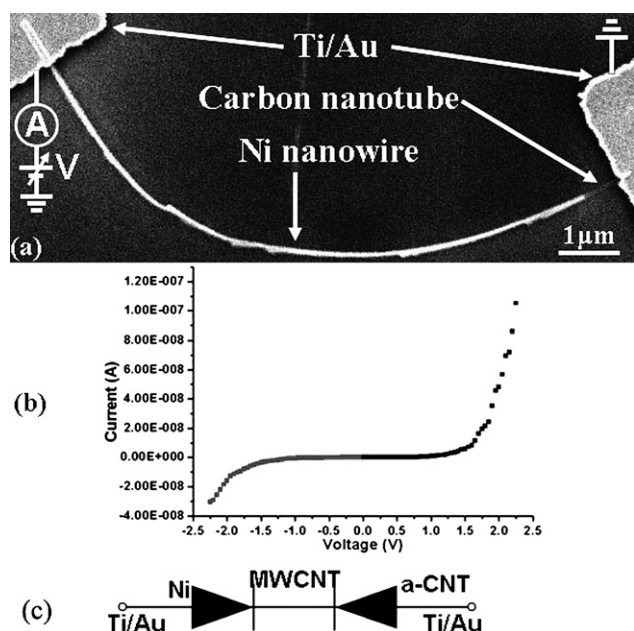 Ti/Au
Carbon nanotube
Ni nanowire
A
V
(a)
1μm
(b)
Current (A)
1.20E-007
1.00E-007
8.00E-008
6.00E-008
4.00E-008
2.00E-008
0.00E+000
-2.00E-008
-4.00E-008
-2.5 -2.0 -1.5 -1.0 -0.5 0.0 0.5 1.0 1.5 2.0 2.5
Voltage (V)
(c)
Ni MWCNT a-CNT
Ti/Au Ti/Au